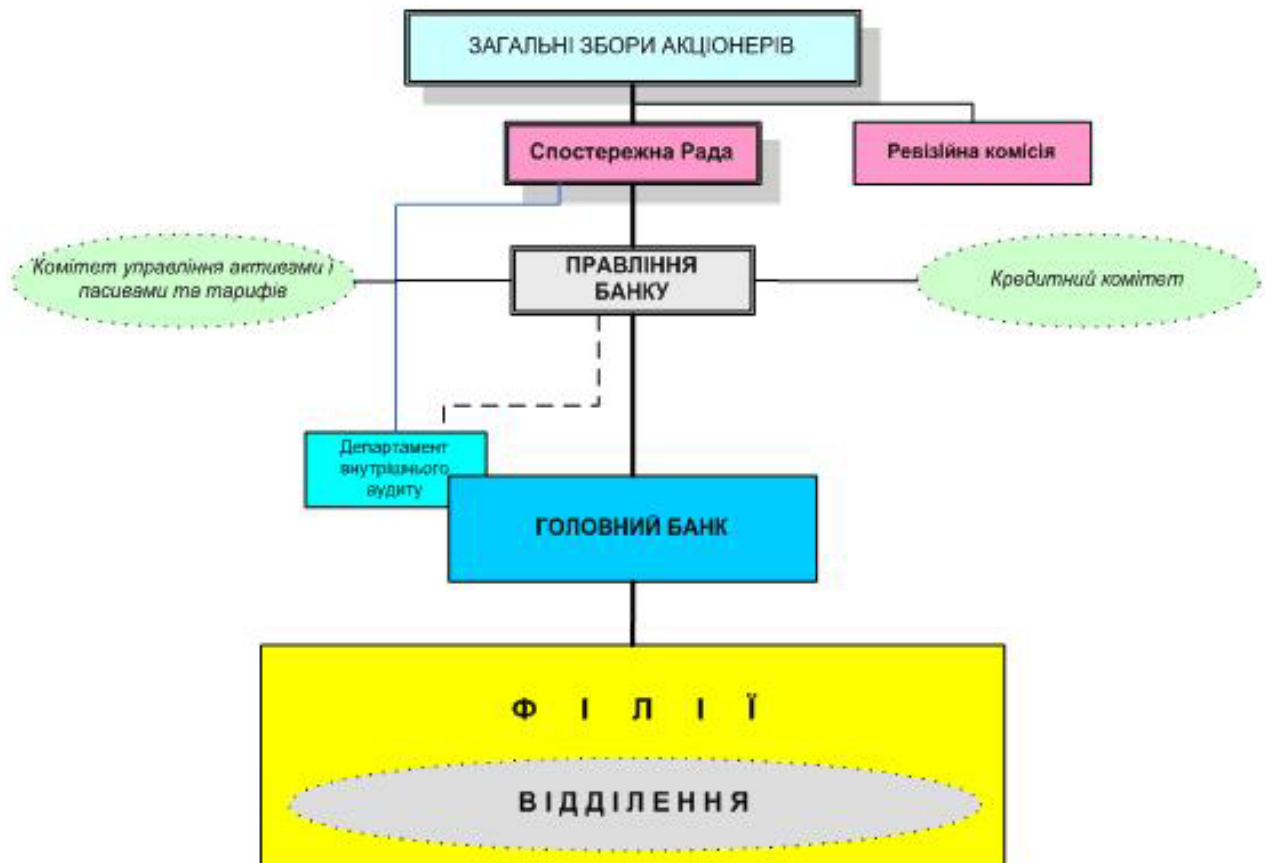 ЗАГАЛЬНІ ЗБОРИ АКЦІОНЕРІВ
Спостережна Рада
Ревізійна комісія
Комітет управління активами і
пасивами та тарифів
ПРАВЛІННЯ
БАНКУ
Кредитний комітет
Департамент
внутрішнього
аудиту
ГОЛОВНИЙ БАНК
Ф І Л І Ї
В І Д Д І Л Е Н Н Я